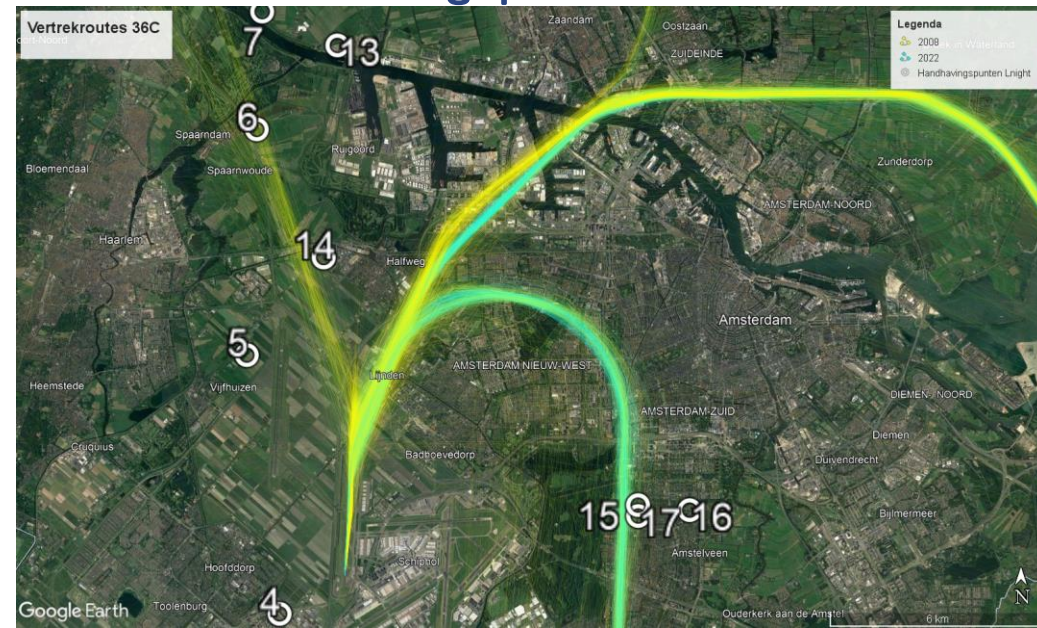 Vertrekroutes 36C
Legenda
2008
2022
Handhavingspunten Lnight
Zaandam
Oostzaan
ZUIDEINDE
7
13
6
Spaarndam
Ruigoord
Bloemendaal
Spaarnwoude
Zunderdorp
AMSTERDAM-NOORD
Haarlem
14
Halfweg
Amsterdam
5
Vijfhuizen
Lijnden
AMSTERDAM NIEUW-WEST
Heemstede
DIEMEN - NOORD
AMSTERDAM-ZUID
Cruquius
Badhoevedorp
Diemen
Duivendrecht
15
17
16
Bijlmermeer
Amstelveen
Hoofddorp
Schiphol
Toolenburg
4
Ouderkerk aan de Amstel
Google Earth
N
6 km